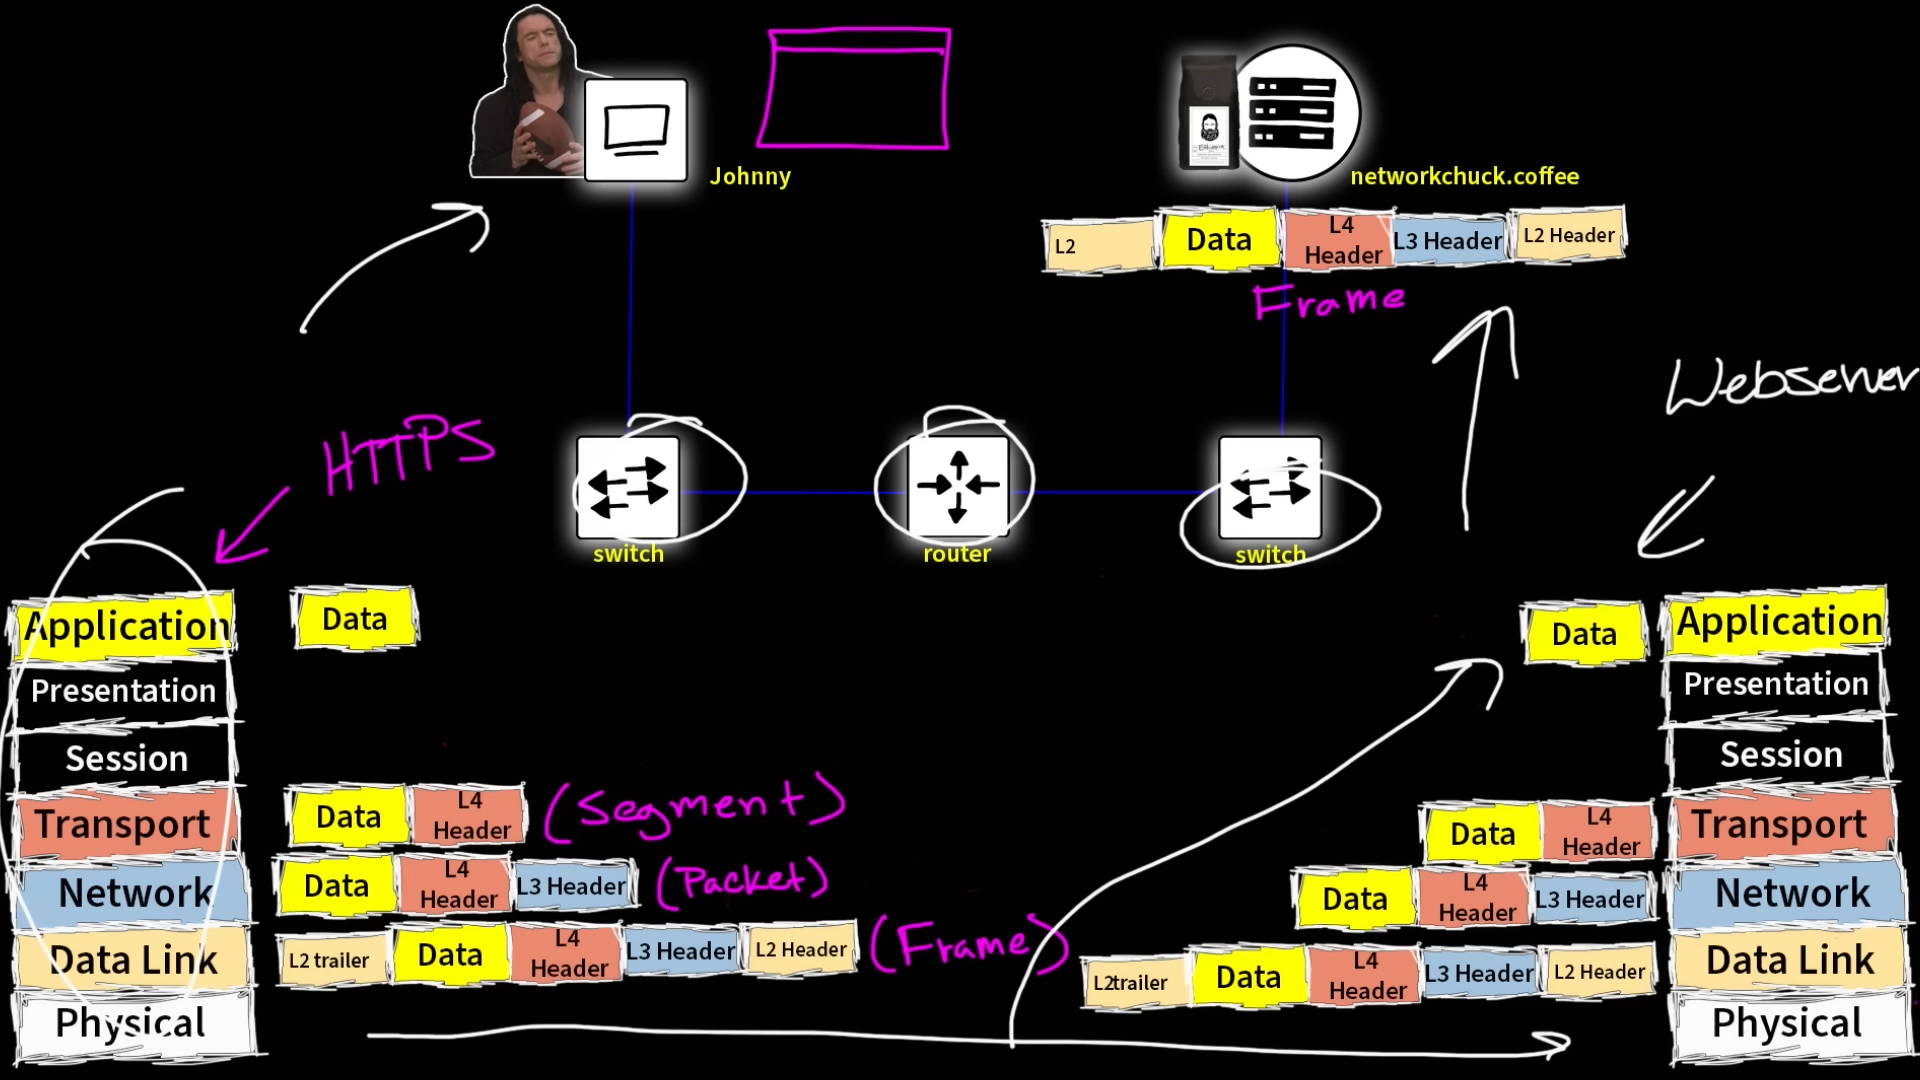 Johnny
networkchuck.coffee
L2 Data L4 Header L3 Header L2 Header
Frame
Webserver
HTTPS
switch
router
switch
Application
Data
Presentation
Session
Transport
Data L4 Header (Segment)
Network
Data L4 Header L3 Header (Packet)
Data Link
L2 trailer Data L4 Header L3 Header L2 Header (Frame)
Physical
Data
Application
Presentation
Session
Data L4 Header
Transport
Data L4 Header L3 Header
Network
L2trailer Data L4 Header L3 Header L2 Header
Data Link
Physical